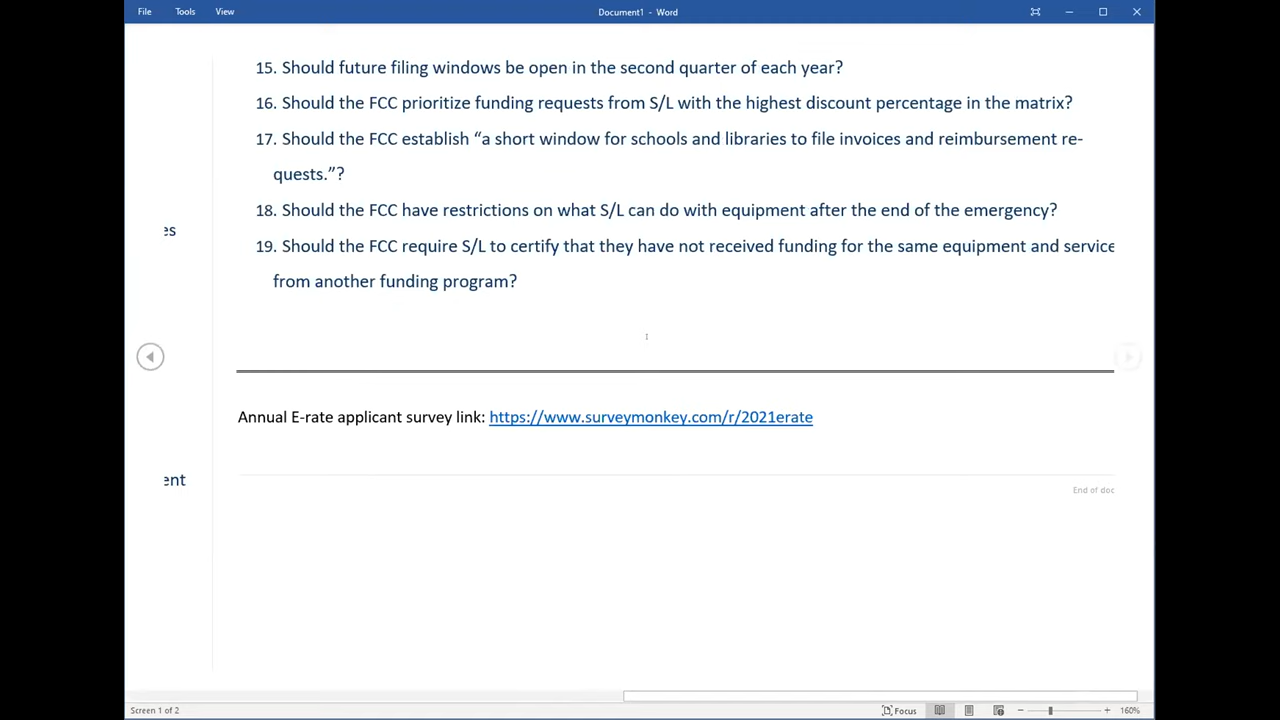 File Tools View Document1 - Word
15. Should future filing windows be open in the second quarter of each year?
16. Should the FCC prioritize funding requests from S/L with the highest discount percentage in the matrix?
17. Should the FCC establish “a short window for schools and libraries to file invoices and reimbursement re-
quests.”?
es
18. Should the FCC have restrictions on what S/L can do with equipment after the end of the emergency?
19. Should the FCC require S/L to certify that they have not received funding for the same equipment and service
from another funding program?
Annual E-rate applicant survey link: https://www.surveymonkey.com/r/2021erate
ent
End of doc
Screen 1 of 2 Focus 160%